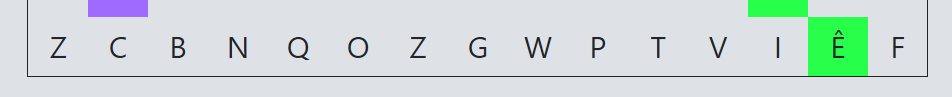 Z C B N Q O Z G W P T V I Ê F